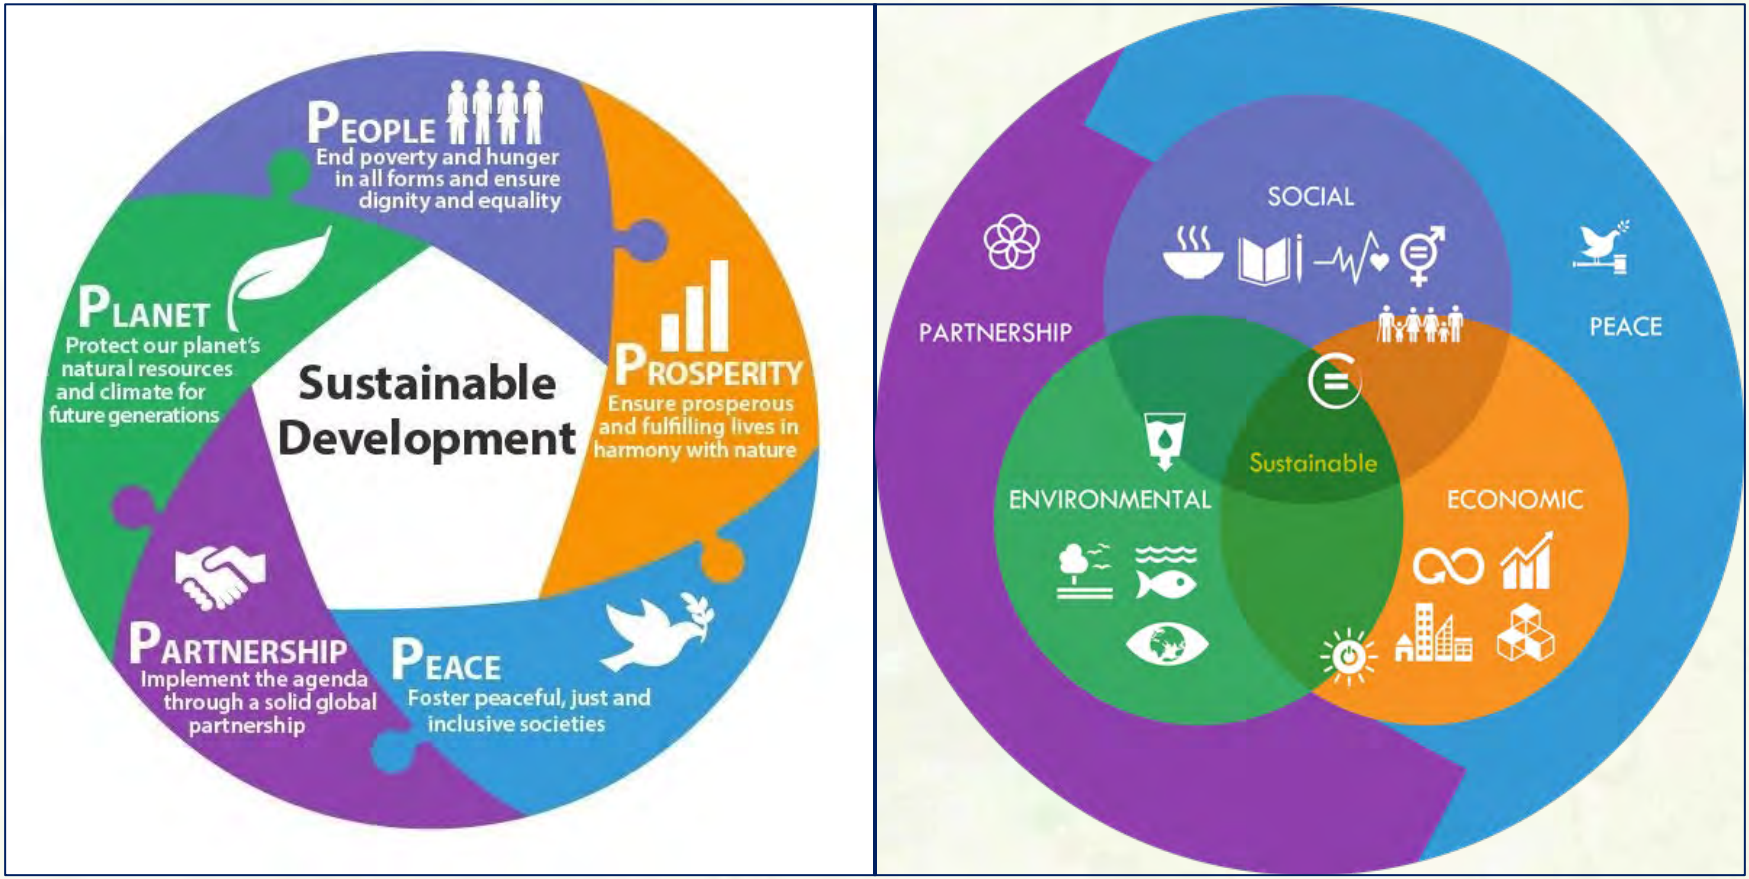 PEOPLE
End poverty and hunger
in all forms and ensure
dignity and equality
PLANET
Protect our planet's
natural resources
and climate for
future generations
PROSPERITY
Ensure prosperous
and fulfilling lives in
harmony with nature
Sustainable
Development
PARTNERSHIP
Implement the agenda
through a solid global
partnership
PEACE
Foster peaceful, just and
inclusive societies
SOCIAL
PARTNERSHIP
PEACE
Sustainable
ENVIRONMENTAL
ECONOMIC